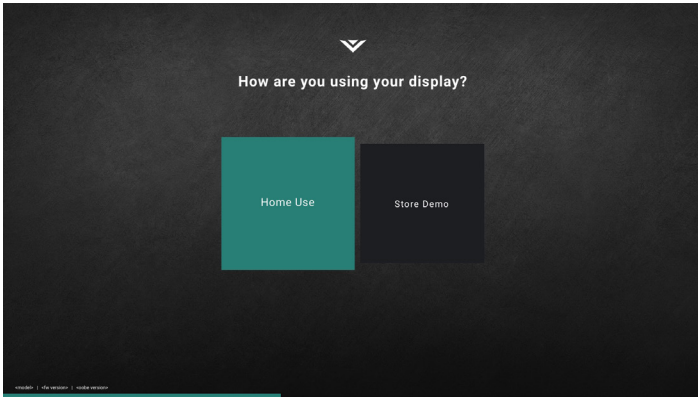 How are you using your display?
Home Use
Store Demo
<model> | <fw version> | <oobe version>